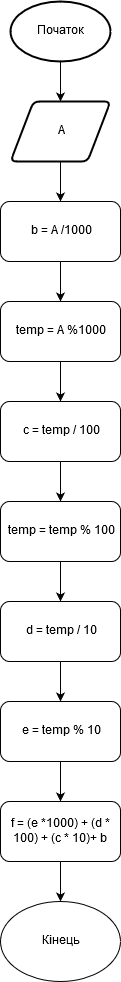 Початок
A
b = A /1000
temp = A %1000
c = temp / 100
temp = temp % 100
d = temp / 10
e = temp % 10
f = (e *1000) + (d *
100) + (c * 10)+ b
Кінець